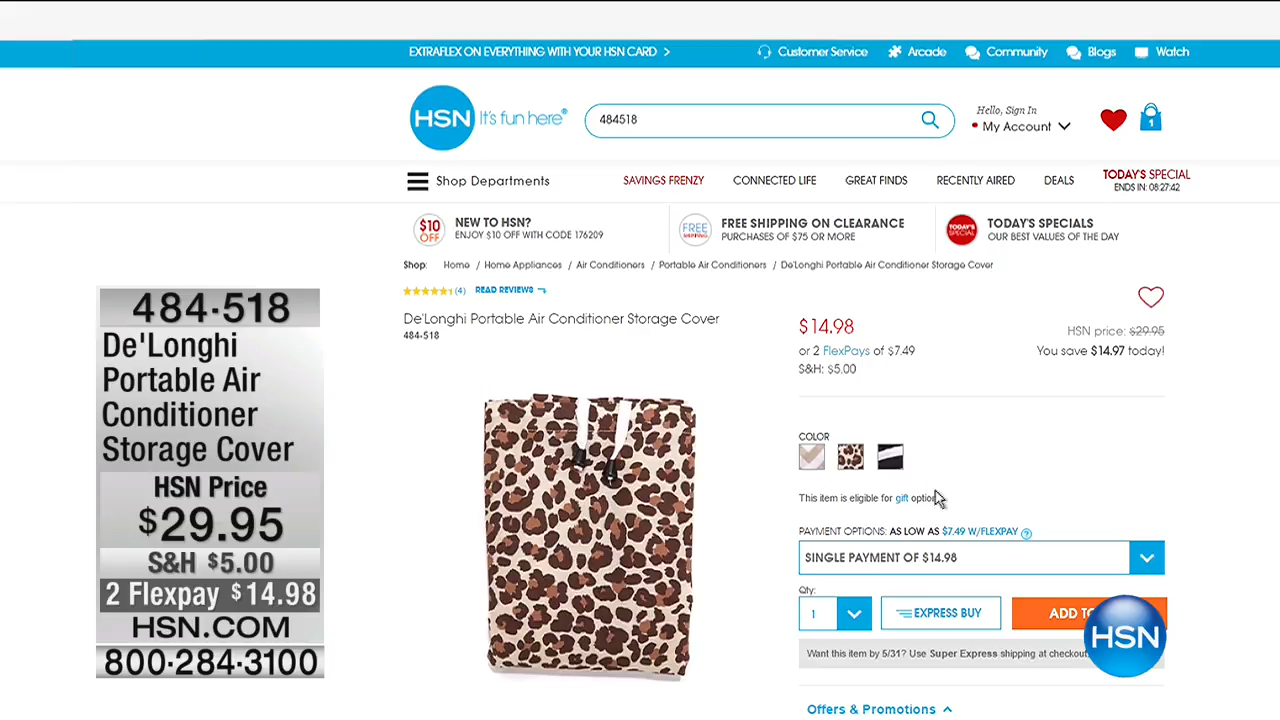 EXTRAFLEX ON EVERYTHING WITH YOUR HSN CARD >
Customer Service
Arcade
Community
Blogs
Watch
HSN It's fun here®
484518
Hello, Sign In
My Account
1
Shop Departments
SAVINGS FRENZY
CONNECTED LIFE
GREAT FINDS
RECENTLY AIRED
DEALS
TODAY'S SPECIAL
ENDS IN: 08:27:42
$10 OFF
NEW TO HSN?
ENJOY $10 OFF WITH CODE 176209
FREE SHIPPING
FREE SHIPPING ON CLEARANCE
PURCHASES OF $75 OR MORE
TODAY'S SPECIAL
TODAY'S SPECIALS
OUR BEST VALUES OF THE DAY
Shop: Home / Home Appliances / Air Conditioners / Portable Air Conditioners / De'Longhi Portable Air Conditioner Storage Cover
(4) READ REVIEWS
De'Longhi Portable Air Conditioner Storage Cover
484-518
$14.98
HSN price: $29.95
or 2 FlexPays of $7.49
You save $14.97 today!
S&H: $5.00
COLOR
This item is eligible for gift option
PAYMENT OPTIONS: AS LOW AS $7.49 W/FLEXPAY ?
SINGLE PAYMENT OF $14.98
Qty:
1
EXPRESS BUY
ADD TO
Want this item by 5/31? Use Super Express shipping at checkout.
Offers & Promotions
484-518
De'Longhi
Portable Air
Conditioner
Storage Cover
HSN Price
$29.95
S&H $5.00
2 Flexpay $14.98
HSN.COM
800-284-3100
HSN